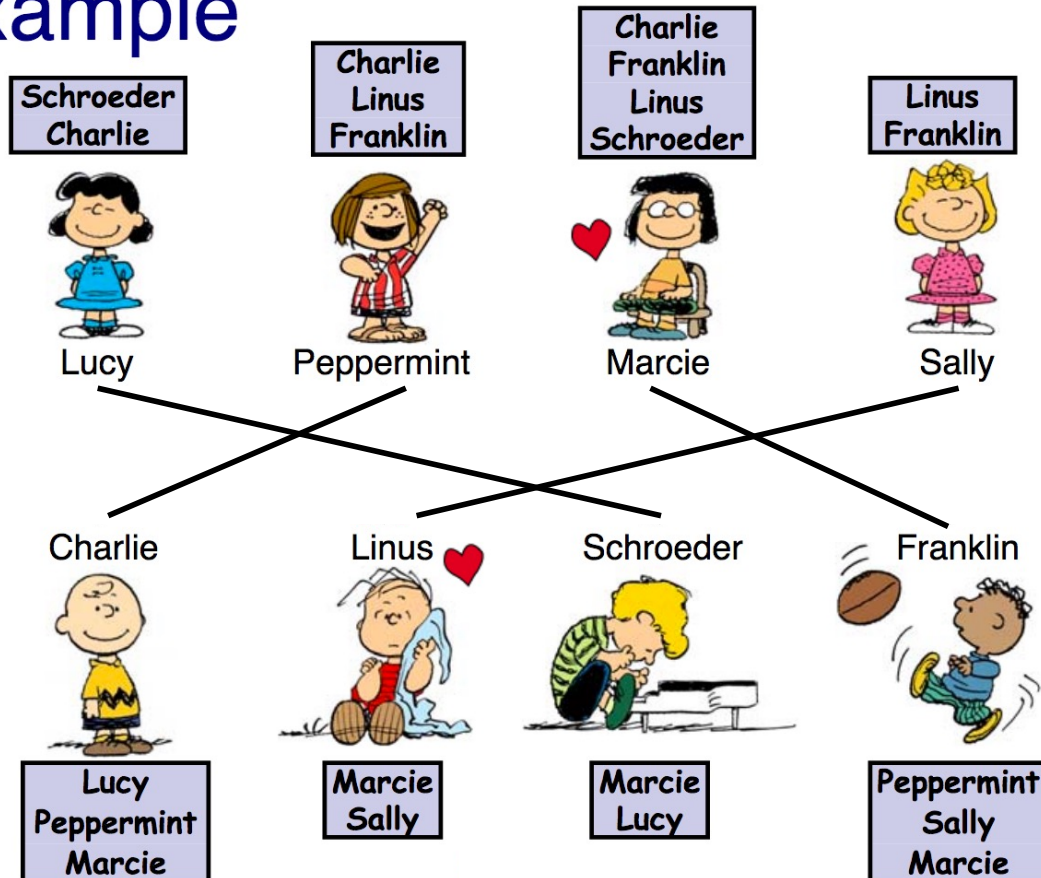 xample
Schroeder
Charlie
Charlie
Linus
Franklin
Charlie
Franklin
Linus
Schroeder
Linus
Franklin
Lucy
Peppermint
Marcie
Sally
Charlie
Linus
Schroeder
Franklin
Lucy
Peppermint
Marcie
Marcie
Sally
Marcie
Lucy
Peppermint
Sally
Marcie